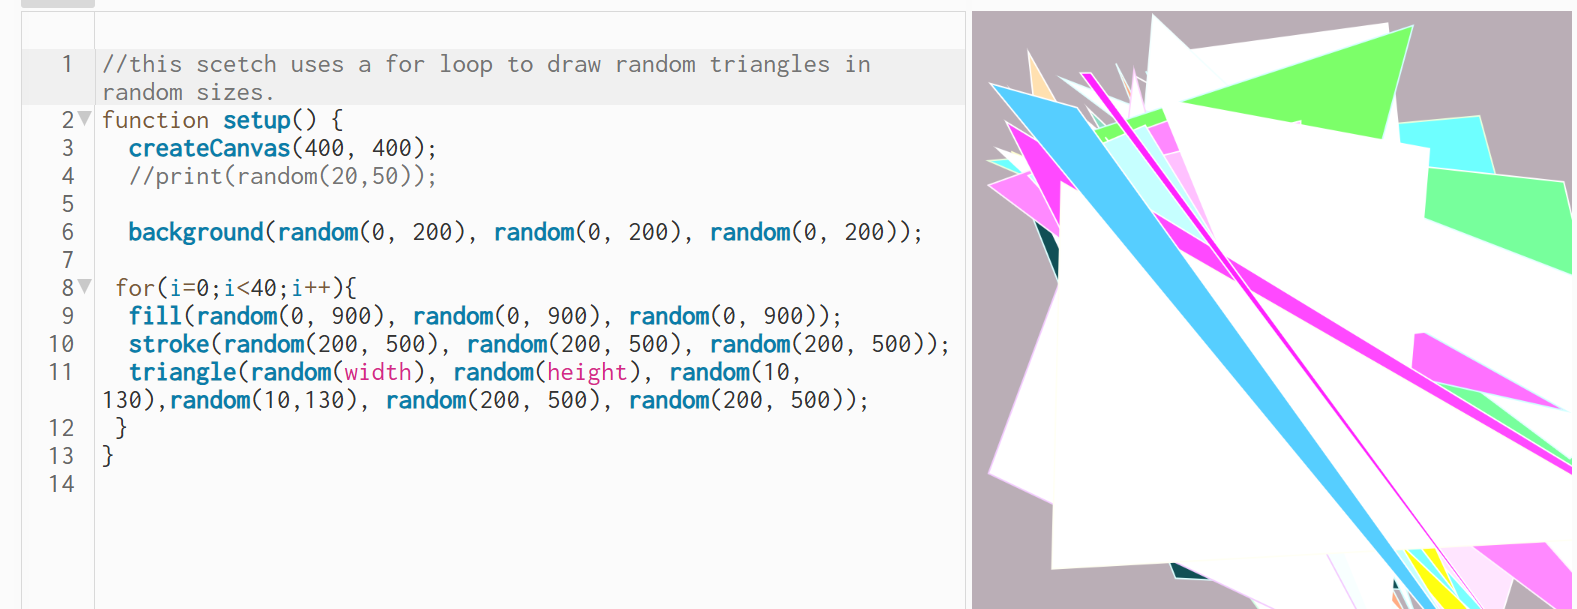 1 //this scetch uses a for loop to draw random triangles in
random sizes.
2 function setup() {
3 createCanvas(400, 400);
4 //print(random(20,50));
5
6 background(random(0, 200), random(0, 200), random(0, 200));
7
8 for(i=0;i<40;i++){
9 fill(random(0, 900), random(0, 900), random(0, 900));
10 stroke(random(200, 500), random(200, 500), random(200, 500));
11 triangle(random(width), random(height), random(10,
130),random(10,130), random(200, 500), random(200, 500));
12 }
13 }
14